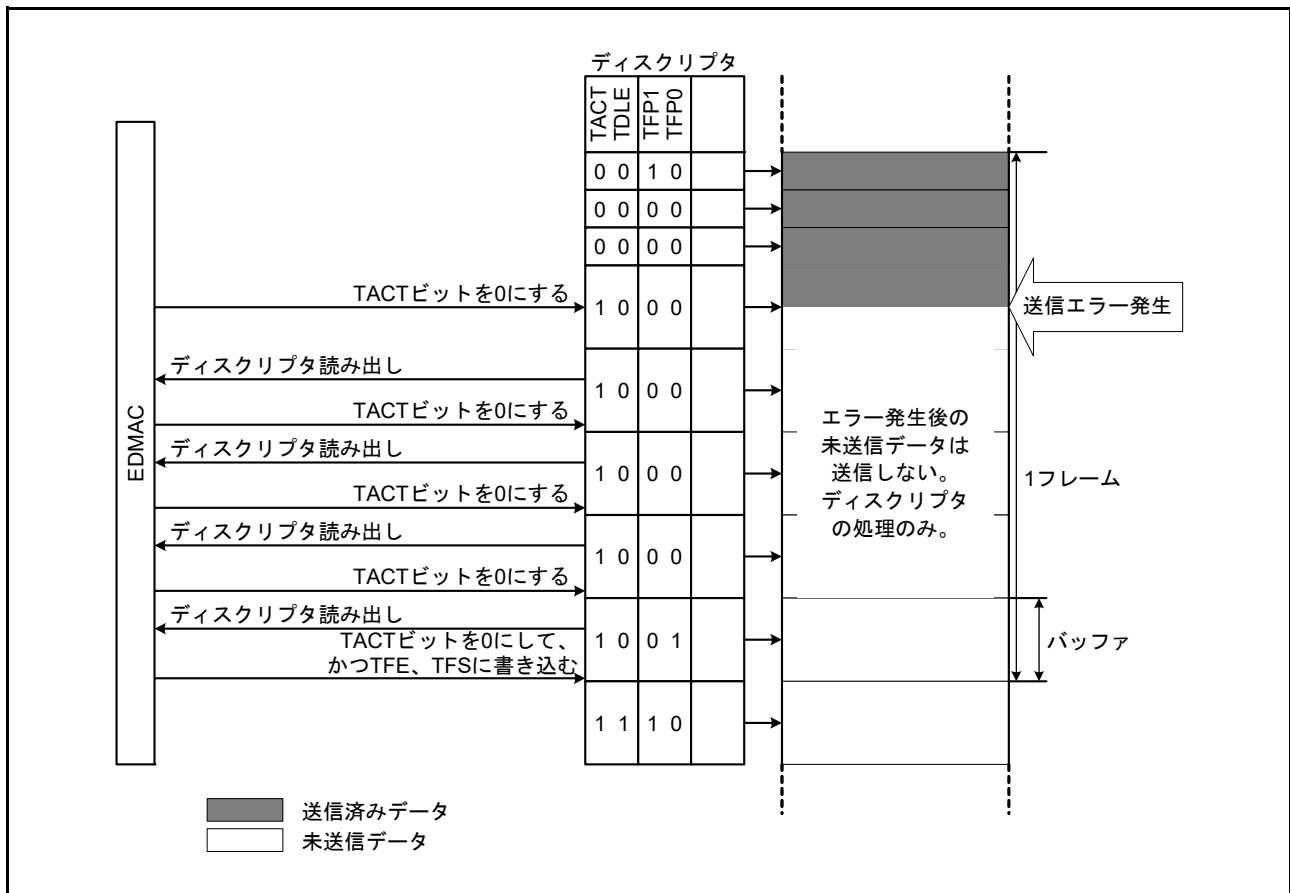 ディスクリプタ
TACT
TDLE
TFP1
TFP0
0 0 1 0
0 0 0 0
0 0 0 0
TACTビットを0にする
1 0 0 0
送信エラー発生
ディスクリプタ読み出し
1 0 0 0
TACTビットを0にする
EDMAC
ディスクリプタ読み出し
1 0 0 0
TACTビットを0にする
エラー発生後の
未送信データは
送信しない。
ディスクリプタ
の処理のみ。
1フレーム
ディスクリプタ読み出し
1 0 0 0
TACTビットを0にする
ディスクリプタ読み出し
TACTビットを0にして、
かつTFE、TFSに書き込む
1 0 0 1
バッファ
1 1 1 0
送信済みデータ
未送信データ